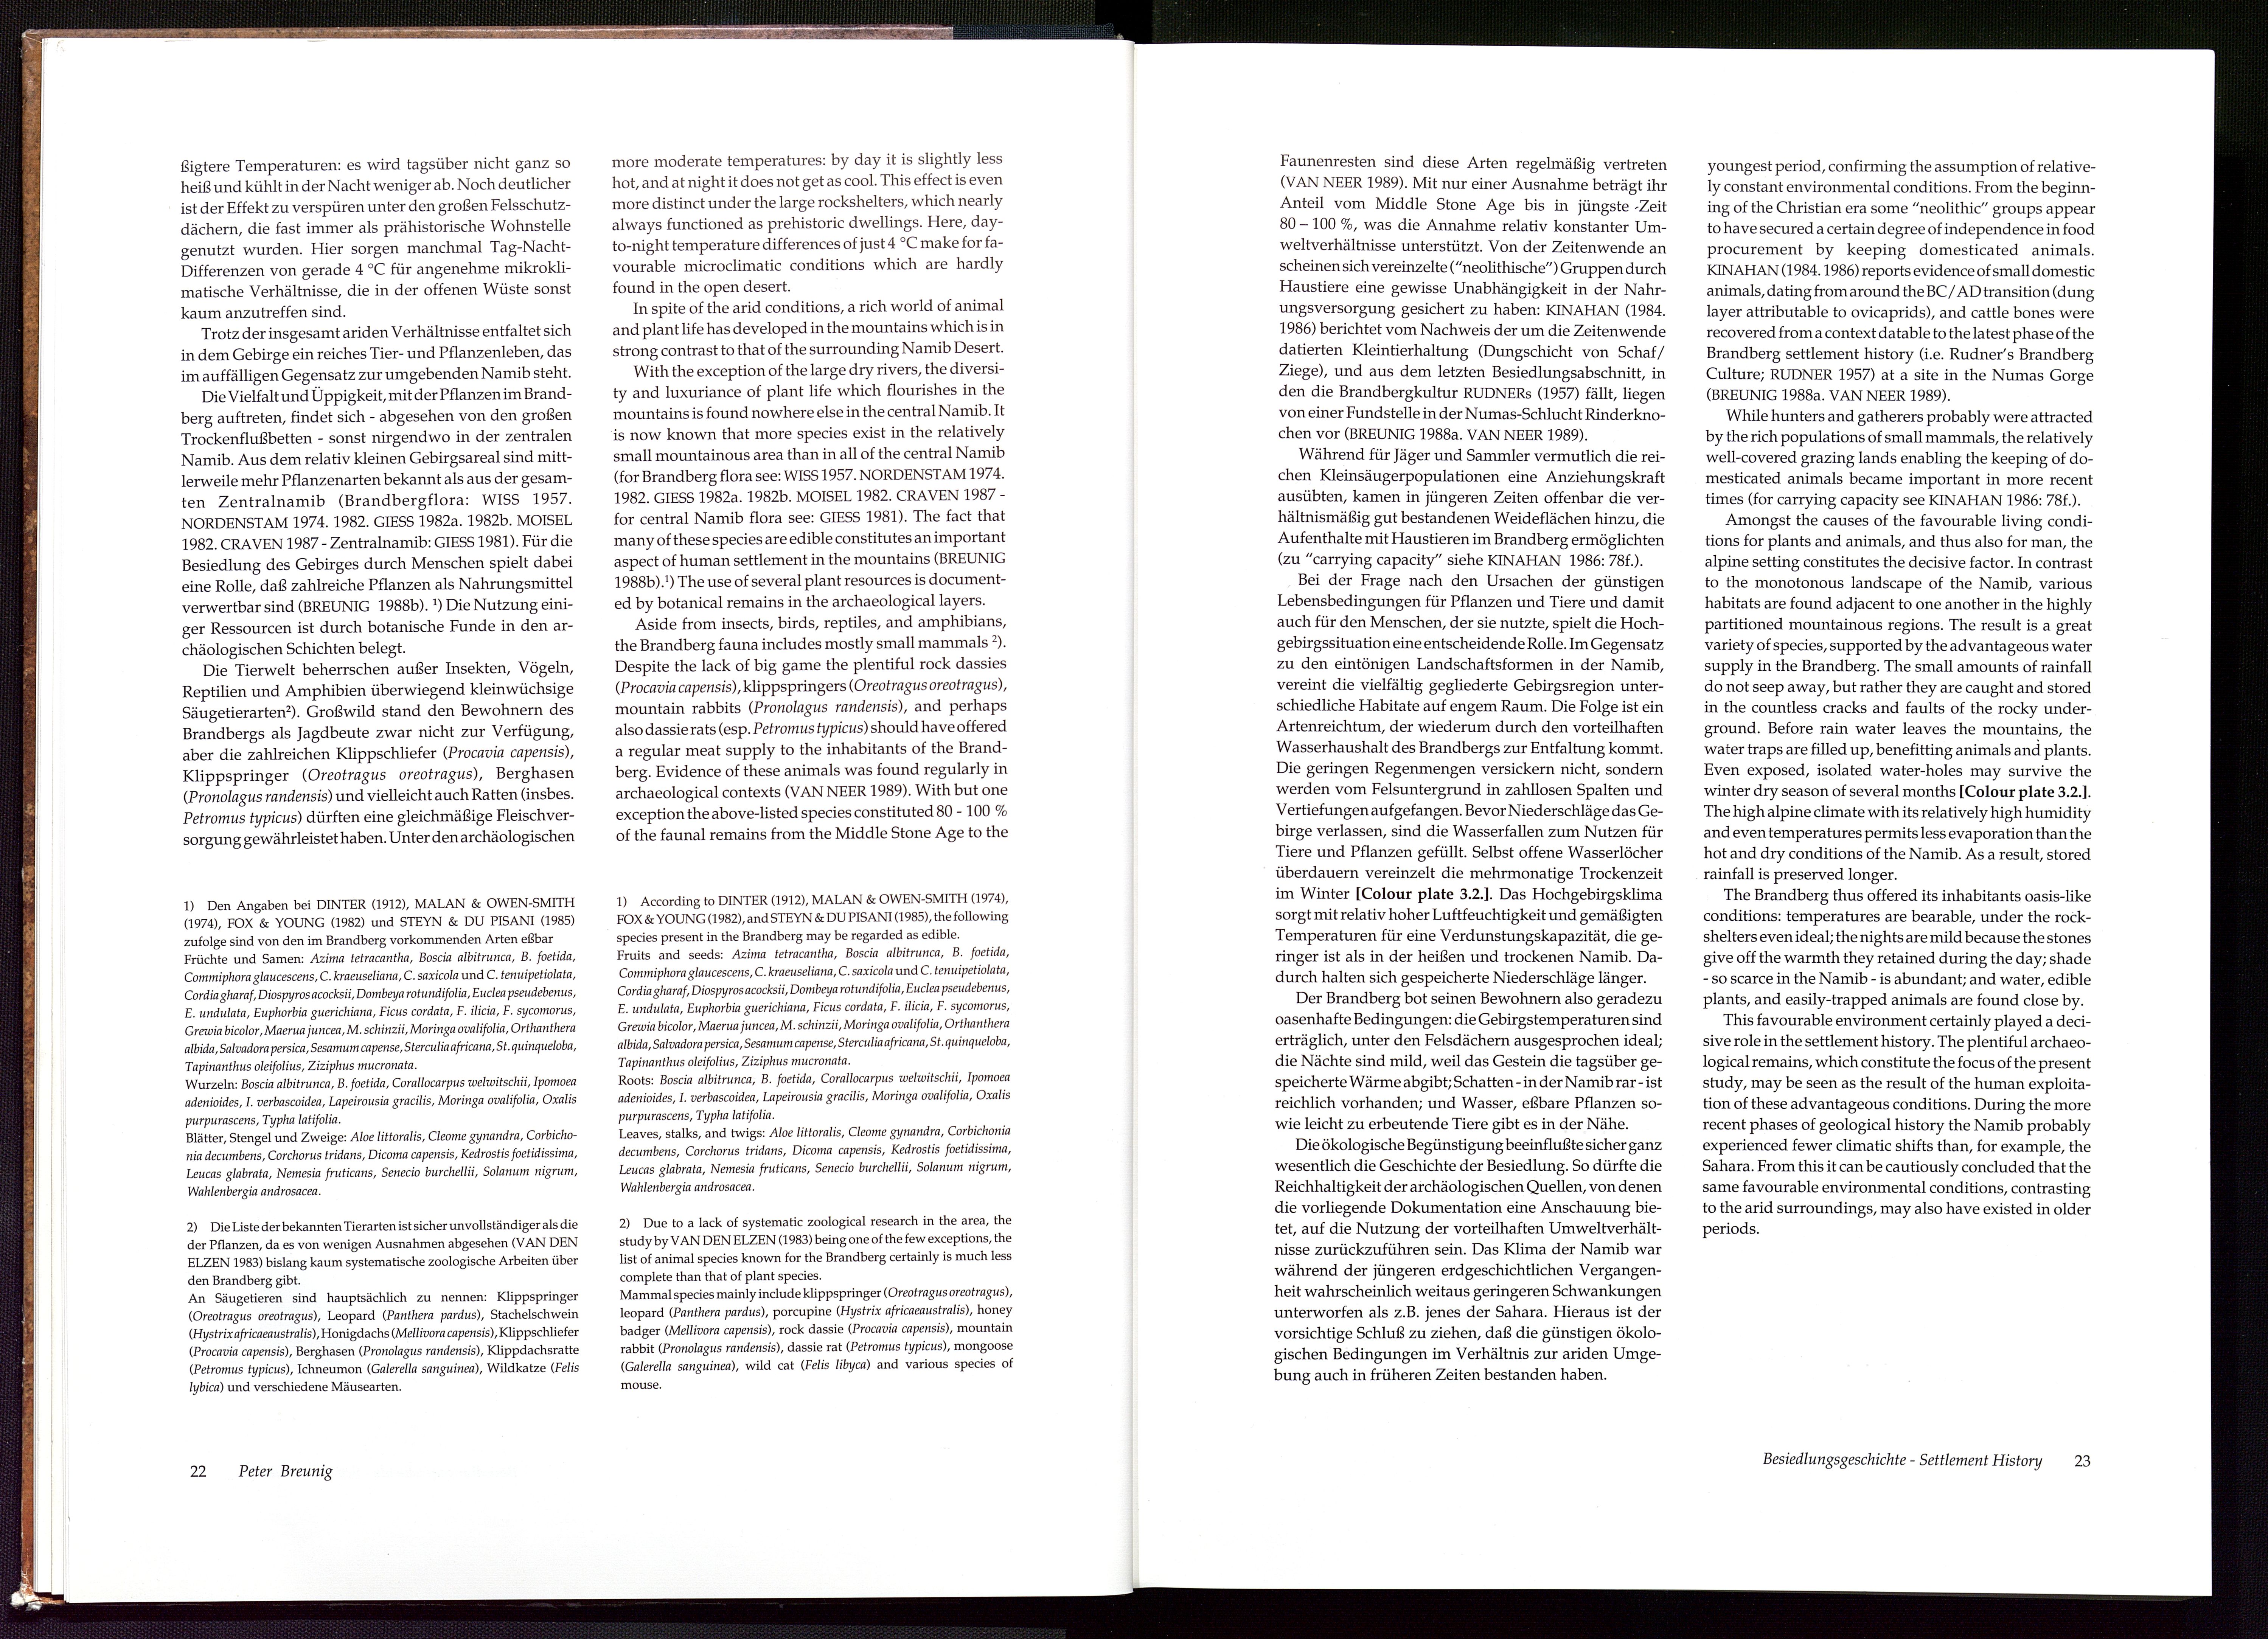 ßigtere Temperaturen: es wird tagsüber nicht ganz so
heiß und kühlt in der Nacht weniger ab. Noch deutlicher
ist der Effekt zu verspüren unter den großen Felsschutz-
dächern, die fast immer als prähistorische Wohnstelle
genutzt wurden. Hier sorgen manchmal Tag-Nacht-
Differenzen von gerade 4 °C für angenehme mikrokli-
matische Verhältnisse, die in der offenen Wüste sonst
kaum anzutreffen sind.
Trotz der insgesamt ariden Verhältnisse entfaltet sich
in dem Gebirge ein reiches Tier- und Pflanzenleben, das
im auffälligen Gegensatz zur umgebenden Namib steht.
Die Vielfalt und Üppigkeit, mit der Pflanzen im Brand-
berg auftreten, findet sich - abgesehen von den großen
Trockenflußbetten - sonst nirgendwo in der zentralen
Namib. Aus dem relativ kleinen Gebirgsareal sind mitt-
lerweile mehr Pflanzenarten bekannt als aus der gesam-
ten Zentralnamib (Brandbergflora: WISS 1957.
NORDENSTAM 1974. 1982. GIESS 1982a. 1982b. MOISEL
1982. CRAVEN 1987 - Zentralnamib: GIESS 1981). Für die
Besiedlung des Gebirges durch Menschen spielt dabei
eine Rolle, daß zahlreiche Pflanzen als Nahrungsmittel
verwertbar sind (BREUNIG 1988b). ¹) Die Nutzung eini-
ger Ressourcen ist durch botanische Funde in den ar-
chäologischen Schichten belegt.
Die Tierwelt beherrschen außer Insekten, Vögeln,
Reptilien und Amphibien überwiegend kleinwüchsige
Säugetierarten²). Großwild stand den Bewohnern des
Brandbergs als Jagdbeute zwar nicht zur Verfügung,
aber die zahlreichen Klippschliefer (Procavia capensis),
Klippspringer (Oreotragus oreotragus), Berghasen
(Pronolagus randensis) und vielleicht auch Ratten (insbes.
Petromus typicus) dürften eine gleichmäßige Fleischver-
sorgung gewährleistet haben. Unter den archäologischen
1) Den Angaben bei DINTER (1912), MALAN & OWEN-SMITH
(1974), FOX & YOUNG (1982) und STEYN & DU PISANI (1985)
zufolge sind von den im Brandberg vorkommenden Arten eßbar
Früchte und Samen: Azima tetracantha, Boscia albitrunca, B. foetida,
Commiphora glaucescens, C. kraeuseliana, C. saxicola und C. tenuipetiolata,
Cordia gharaf, Diospyros acocksii, Dombeya rotundifolia, Euclea pseudebenus,
E. undulata, Euphorbia guerichiana, Ficus cordata, F. ilicia, F. sycomorus,
Grewia bicolor, Maerua juncea, M. schinzii, Moringa ovalifolia, Orthanthera
albida, Salvadora persica, Sesamum capense, Sterculia africana, St. quinqueloba,
Tapinanthus oleifolius, Ziziphus mucronata.
Wurzeln: Boscia albitrunca, B. foetida, Corallocarpus welwitschii, Ipomoea
adenioides, I. verbascoidea, Lapeirousia gracilis, Moringa ovalifolia, Oxalis
purpurascens, Typha latifolia.
Blätter, Stengel und Zweige: Aloe littoralis, Cleome gynandra, Corbicho-
nia decumbens, Corchorus tridans, Dicoma capensis, Kedrostis foetidissima,
Leucas glabrata, Nemesia fruticans, Senecio burchellii, Solanum nigrum,
Wahlenbergia androsacea.
2) Die Liste der bekannten Tierarten ist sicher unvollständiger als die
der Pflanzen, da es von wenigen Ausnahmen abgesehen (VAN DEN
ELZEN 1983) bislang kaum systematische zoologische Arbeiten über
den Brandberg gibt.
An Säugetieren sind hauptsächlich zu nennen: Klippspringer
(Oreotragus oreotragus), Leopard (Panthera pardus), Stachelschwein
(Hystrix africaeaustralis), Honigdachs (Mellivora capensis), Klippschliefer
(Procavia capensis), Berghasen (Pronolagus randensis), Klippdachsratte
(Petromus typicus), Ichneumon (Galerella sanguinea), Wildkatze (Felis
lybica) und verschiedene Mäusearten.
more moderate temperatures: by day it is slightly less
hot, and at night it does not get as cool. This effect is even
more distinct under the large rockshelters, which nearly
always functioned as prehistoric dwellings. Here, day-
to-night temperature differences of just 4 °C make for fa-
vourable microclimatic conditions which are hardly
found in the open desert.
In spite of the arid conditions, a rich world of animal
and plant life has developed in the mountains which is in
strong contrast to that of the surrounding Namib Desert.
With the exception of the large dry rivers, the diversi-
ty and luxuriance of plant life which flourishes in the
mountains is found nowhere else in the central Namib. It
is now known that more species exist in the relatively
small mountainous area than in all of the central Namib
(for Brandberg flora see: WISS 1957. NORDENSTAM 1974.
1982. GIESS 1982a. 1982b. MOISEL 1982. CRAVEN 1987 -
for central Namib flora see: GIESS 1981). The fact that
many of these species are edible constitutes an important
aspect of human settlement in the mountains (BREUNIG
1988b).¹) The use of several plant resources is document-
ed by botanical remains in the archaeological layers.
Aside from insects, birds, reptiles, and amphibians,
the Brandberg fauna includes mostly small mammals ²).
Despite the lack of big game the plentiful rock dassies
(Procavia capensis), klippspringers (Oreotragus oreotragus),
mountain rabbits (Pronolagus randensis), and perhaps
also dassie rats (esp. Petromus typicus) should have offered
a regular meat supply to the inhabitants of the Brand-
berg. Evidence of these animals was found regularly in
archaeological contexts (VAN NEER 1989). With but one
exception the above-listed species constituted 80 - 100 %
of the faunal remains from the Middle Stone Age to the
1) According to DINTER (1912), MALAN & OWEN-SMITH (1974),
FOX & YOUNG (1982), and STEYN & DU PISANI (1985), the following
species present in the Brandberg may be regarded as edible.
Fruits and seeds: Azima tetracantha, Boscia albitrunca, B. foetida,
Commiphora glaucescens, C. kraeuseliana, C. saxicola und C. tenuipetiolata,
Cordia gharaf, Diospyros acocksii, Dombeya rotundifolia, Euclea pseudebenus,
E. undulata, Euphorbia guerichiana, Ficus cordata, F. ilicia, F. sycomorus,
Grewia bicolor, Maerua juncea, M. schinzii, Moringa ovalifolia, Orthanthera
albida, Salvadora persica, Sesamum capense, Sterculia africana, St. quinqueloba,
Tapinanthus oleifolius, Ziziphus mucronata.
Roots: Boscia albitrunca, B. foetida, Corallocarpus welwitschii, Ipomoea
adenioides, I. verbascoidea, Lapeirousia gracilis, Moringa ovalifolia, Oxalis
purpurascens, Typha latifolia.
Leaves, stalks, and twigs: Aloe littoralis, Cleome gynandra, Corbichonia
decumbens, Corchorus tridans, Dicoma capensis, Kedrostis foetidissima,
Leucas glabrata, Nemesia fruticans, Senecio burchellii, Solanum nigrum,
Wahlenbergia androsacea.
2) Due to a lack of systematic zoological research in the area, the
study by VAN DEN ELZEN (1983) being one of the few exceptions, the
list of animal species known for the Brandberg certainly is much less
complete than that of plant species.
Mammal species mainly include klippspringer (Oreotragus oreotragus),
leopard (Panthera pardus), porcupine (Hystrix africaeaustralis), honey
badger (Mellivora capensis), rock dassie (Procavia capensis), mountain
rabbit (Pronolagus randensis), dassie rat (Petromus typicus), mongoose
(Galerella sanguinea), wild cat (Felis libyca) and various species of
mouse.
22 Peter Breunig
Faunenresten sind diese Arten regelmäßig vertreten
(VAN NEER 1989). Mit nur einer Ausnahme beträgt ihr
Anteil vom Middle Stone Age bis in jüngste Zeit
80 – 100 %, was die Annahme relativ konstanter Um-
weltverhältnisse unterstützt. Von der Zeitenwende an
scheinen sich vereinzelte ("neolithische") Gruppen durch
Haustiere eine gewisse Unabhängigkeit in der Nahr-
ungsversorgung gesichert zu haben: KINAHAN (1984.
1986) berichtet vom Nachweis der um die Zeitenwende
datierten Kleintierhaltung (Dungschicht von Schaf/
Ziege), und aus dem letzten Besiedlungsabschnitt, in
den die Brandbergkultur RUDNERs (1957) fällt, liegen
von einer Fundstelle in der Numas-Schlucht Rinderkno-
chen vor (BREUNIG 1988a. VAN NEER 1989).
Während für Jäger und Sammler vermutlich die rei-
chen Kleinsäugerpopulationen eine Anziehungskraft
ausübten, kamen in jüngeren Zeiten offenbar die ver-
hältnismäßig gut bestandenen Weideflächen hinzu, die
Aufenthalte mit Haustieren im Brandberg ermöglichten
(zu "carrying capacity" siehe KINAHAN 1986: 78f.).
Bei der Frage nach den Ursachen der günstigen
Lebensbedingungen für Pflanzen und Tiere und damit
auch für den Menschen, der sie nutzte, spielt die Hoch-
gebirgssituation eine entscheidende Rolle. Im Gegensatz
zu den eintönigen Landschaftsformen in der Namib,
vereint die vielfältig gegliederte Gebirgsregion unter-
schiedliche Habitate auf engem Raum. Die Folge ist ein
Artenreichtum, der wiederum durch den vorteilhaften
Wasserhaushalt des Brandbergs zur Entfaltung kommt.
Die geringen Regenmengen versickern nicht, sondern
werden vom Felsuntergrund in zahllosen Spalten und
Vertiefungen aufgefangen. Bevor Niederschläge das Ge-
birge verlassen, sind die Wasserfallen zum Nutzen für
Tiere und Pflanzen gefüllt. Selbst offene Wasserlöcher
überdauern vereinzelt die mehrmonatige Trockenzeit
im Winter [Colour plate 3.2.]. Das Hochgebirgsklima
sorgt mit relativ hoher Luftfeuchtigkeit und gemäßigten
Temperaturen für eine Verdunstungskapazität, die ge-
ringer ist als in der heißen und trockenen Namib. Da-
durch halten sich gespeicherte Niederschläge länger.
Der Brandberg bot seinen Bewohnern also geradezu
oasenhafte Bedingungen: die Gebirgstemperaturen sind
erträglich, unter den Felsdächern ausgesprochen ideal;
die Nächte sind mild, weil das Gestein die tagsüber ge-
speicherte Wärme abgibt; Schatten - in der Namib rar - ist
reichlich vorhanden; und Wasser, eßbare Pflanzen so-
wie leicht zu erbeutende Tiere gibt es in der Nähe.
Die ökologische Begünstigung beeinflußte sicher ganz
wesentlich die Geschichte der Besiedlung. So dürfte die
Reichhaltigkeit der archäologischen Quellen, von denen
die vorliegende Dokumentation eine Anschauung bie-
tet, auf die Nutzung der vorteilhaften Umweltverhält-
nisse zurückzuführen sein. Das Klima der Namib war
während der jüngeren erdgeschichtlichen Vergangen-
heit wahrscheinlich weitaus geringeren Schwankungen
unterworfen als z.B. jenes der Sahara. Hieraus ist der
vorsichtige Schluß zu ziehen, daß die günstigen ökolo-
gischen Bedingungen im Verhältnis zur ariden Umge-
bung auch in früheren Zeiten bestanden haben.
youngest period, confirming the assumption of relative-
ly constant environmental conditions. From the beginn-
ing of the Christian era some "neolithic" groups appear
to have secured a certain degree of independence in food
procurement by keeping domesticated animals.
KINAHAN (1984. 1986) reports evidence of small domestic
animals, dating from around the BC/AD transition (dung
layer attributable to ovicaprids), and cattle bones were
recovered from a context datable to the latest phase of the
Brandberg settlement history (i.e. Rudner's Brandberg
Culture; RUDNER 1957) at a site in the Numas Gorge
(BREUNIG 1988a. VAN NEER 1989).
While hunters and gatherers probably were attracted
by the rich populations of small mammals, the relatively
well-covered grazing lands enabling the keeping of do-
mesticated animals became important in more recent
times (for carrying capacity see KINAHAN 1986: 78f.).
Amongst the causes of the favourable living condi-
tions for plants and animals, and thus also for man, the
alpine setting constitutes the decisive factor. In contrast
to the monotonous landscape of the Namib, various
habitats are found adjacent to one another in the highly
partitioned mountainous regions. The result is a great
variety of species, supported by the advantageous water
supply in the Brandberg. The small amounts of rainfall
do not seep away, but rather they are caught and stored
in the countless cracks and faults of the rocky under-
ground. Before rain water leaves the mountains, the
water traps are filled up, benefitting animals and plants.
Even exposed, isolated water-holes may survive the
winter dry season of several months [Colour plate 3.2.].
The high alpine climate with its relatively high humidity
and even temperatures permits less evaporation than the
hot and dry conditions of the Namib. As a result, stored
rainfall is preserved longer.
The Brandberg thus offered its inhabitants oasis-like
conditions: temperatures are bearable, under the rock-
shelters even ideal; the nights are mild because the stones
give off the warmth they retained during the day; shade
- so scarce in the Namib - is abundant; and water, edible
plants, and easily-trapped animals are found close by.
This favourable environment certainly played a deci-
sive role in the settlement history. The plentiful archaeo-
logical remains, which constitute the focus of the present
study, may be seen as the result of the human exploita-
tion of these advantageous conditions. During the more
recent phases of geological history the Namib probably
experienced fewer climatic shifts than, for example, the
Sahara. From this it can be cautiously concluded that the
same favourable environmental conditions, contrasting
to the arid surroundings, may also have existed in older
periods.
Besiedlungsgeschichte - Settlement History 23